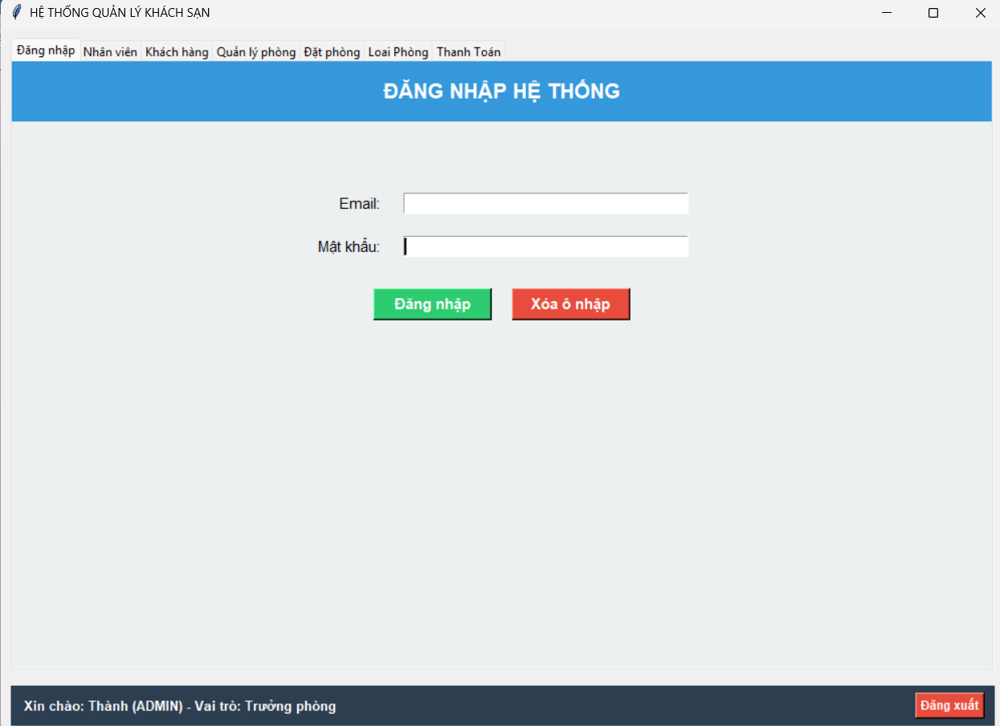 HỆ THỐNG QUẢN LÝ KHÁCH SẠN
Đăng nhập Nhân viên Khách hàng Quản lý phòng Đặt phòng Loai Phòng Thanh Toán
ĐĂNG NHẬP HỆ THỐNG
Email:
Mật khẩu:
Đăng nhập Xóa ô nhập
Xin chào: Thành (ADMIN) - Vai trò: Trưởng phòng Đăng xuất